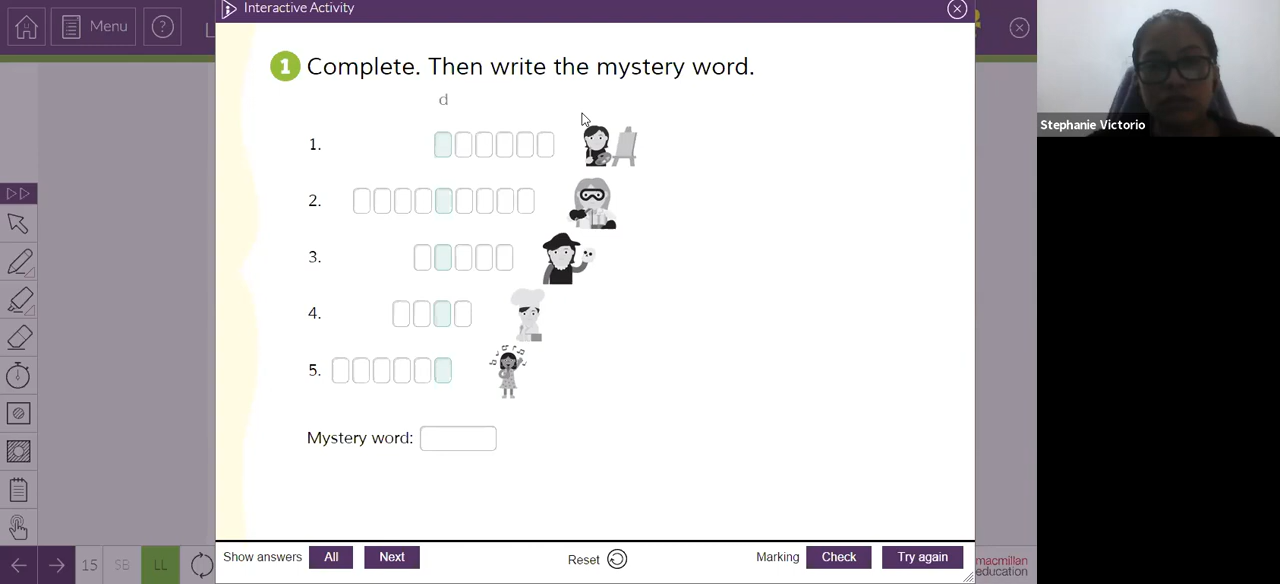 Interactive Activity
Menu
?
1 Complete. Then write the mystery word.
d
1.
2.
3.
4.
5.
Mystery word:
Show answers All Next Reset Marking Check Try again
15 SB LL
macmillan
education
Stephanie Victorio